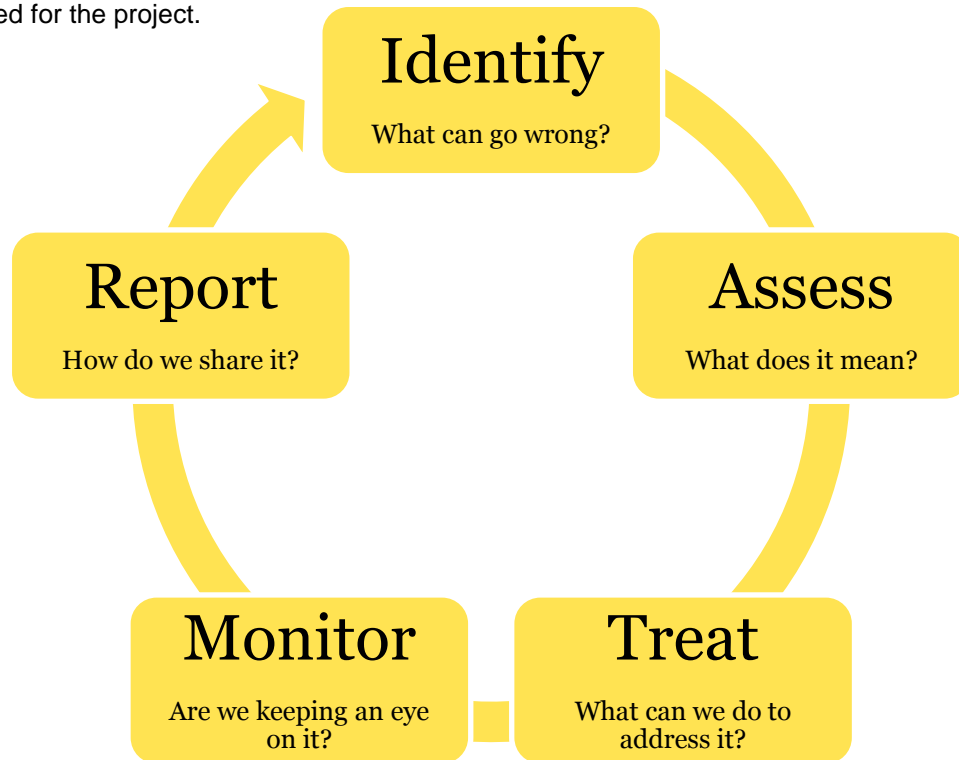 ed for the project.
Identify
What can go wrong?
Assess
What does it mean?
Treat
What can we do to
address it?
Monitor
Are we keeping an eye
on it?
Report
How do we share it?